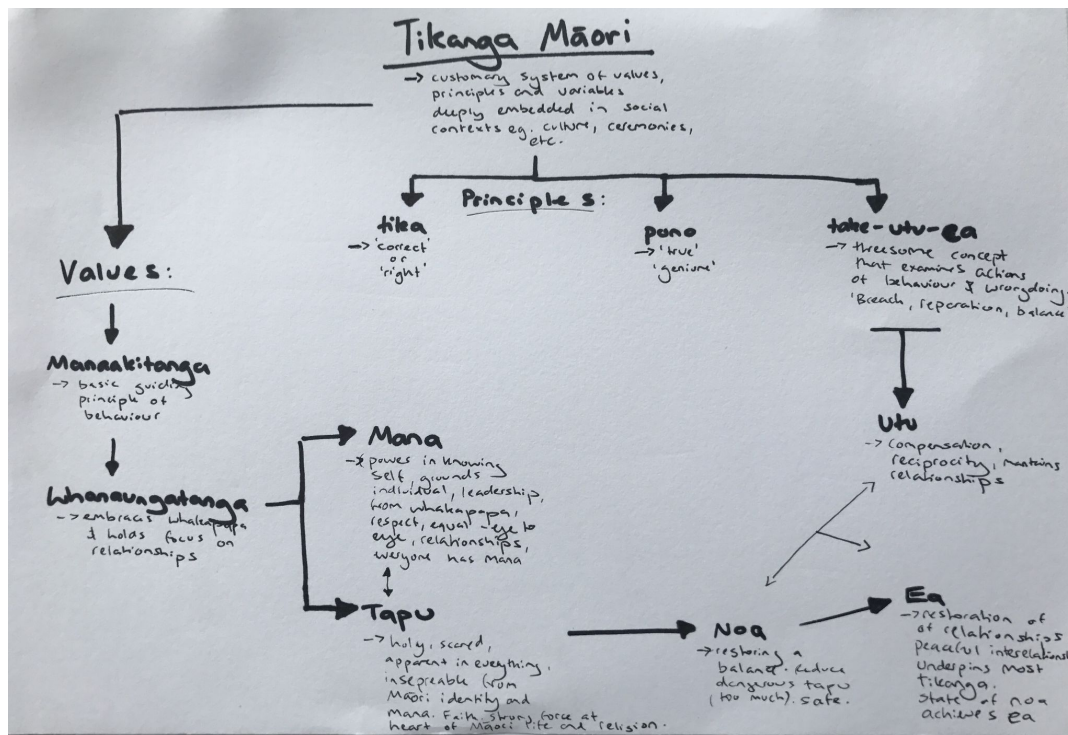 Tikanga Māori
→ customary system of values,
principles and variables
deeply embedded in social
contexts eg. culture, ceremonies,
etc.
Principles:
tika
→ 'correct'
or
'right'
pono
→ 'true'
'geniune'
take-utu-ea
→ threesome concept
that examines actions
of behaviour & wrongdoing.
'Breach, reparation, balance
Values:
Manaakitanga
→ basic guiding
principle of
behaviour
Whanaungatanga
→ embraces whakapapa
& holds focus on
relationships
Mana
→ power in knowing
self, grounds
individual, leadership,
from whakapapa,
respect, equal - eye to
eye, relationships,
everyone has Mana
Tapu
→ holy, scared,
apparent in everything,
insepreable from
Māori identity and
Mana. Faith. Strong force at
heart of Māori life and religion.
utu
→ compensation,
reciprocity, mantains
relationships
Noa
→ restoring a
balance. Reduce
dangerous tapu
(too much). safe.
Ea
→ restoration of
of relationships
peaceful interelations
underpins most
tikanga.
State of noa
achieves ea